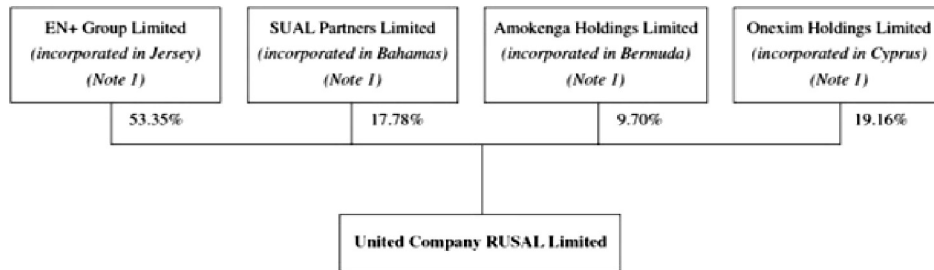 EN+ Group Limited
(incorporated in Jersey)
(Note 1)
SUAL Partners Limited
(incorporated in Bahamas)
(Note 1)
Amokenga Holdings Limited
(incorporated in Bermuda)
(Note 1)
Onexim Holdings Limited
(incorporated in Cyprus)
(Note 1)
53.35%
17.78%
9.70%
19.16%
United Company RUSAL Limited